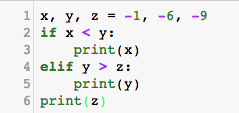 1 x, y, z = -1, -6, -9
2 if x < y:
3     print(x)
4 elif y > z:
5     print(y)
6 print(z)